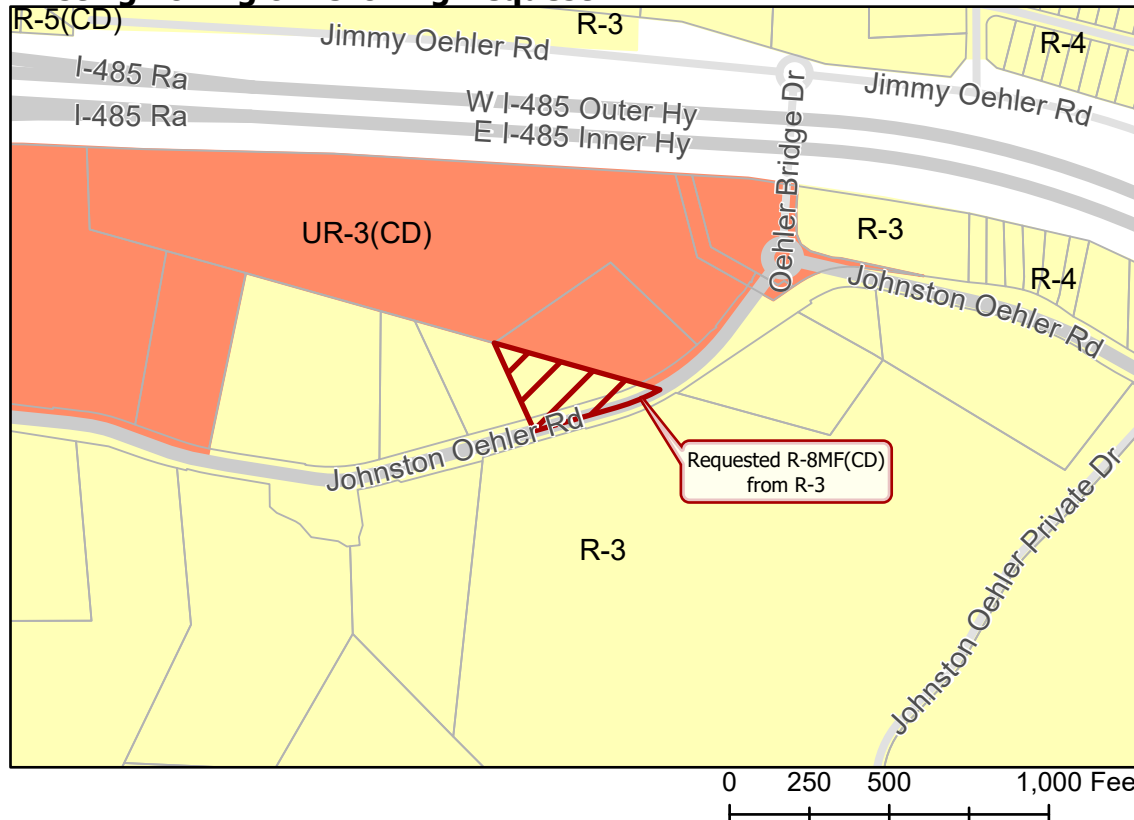 R-5(CD)
R-3
R-4
Jimmy Oehler Rd
Jimmy Oehler Rd
I-485 Ra
W I-485 Outer Hy
I-485 Ra
E I-485 Inner Hy
Oehler Bridge Dr
UR-3(CD)
R-3
R-4
Johnston Oehler Rd
Johnston Oehler Rd
Requested R-8MF(CD)
from R-3
R-3
Johnston Oehler Private Dr
0 250 500 1,000 Fee